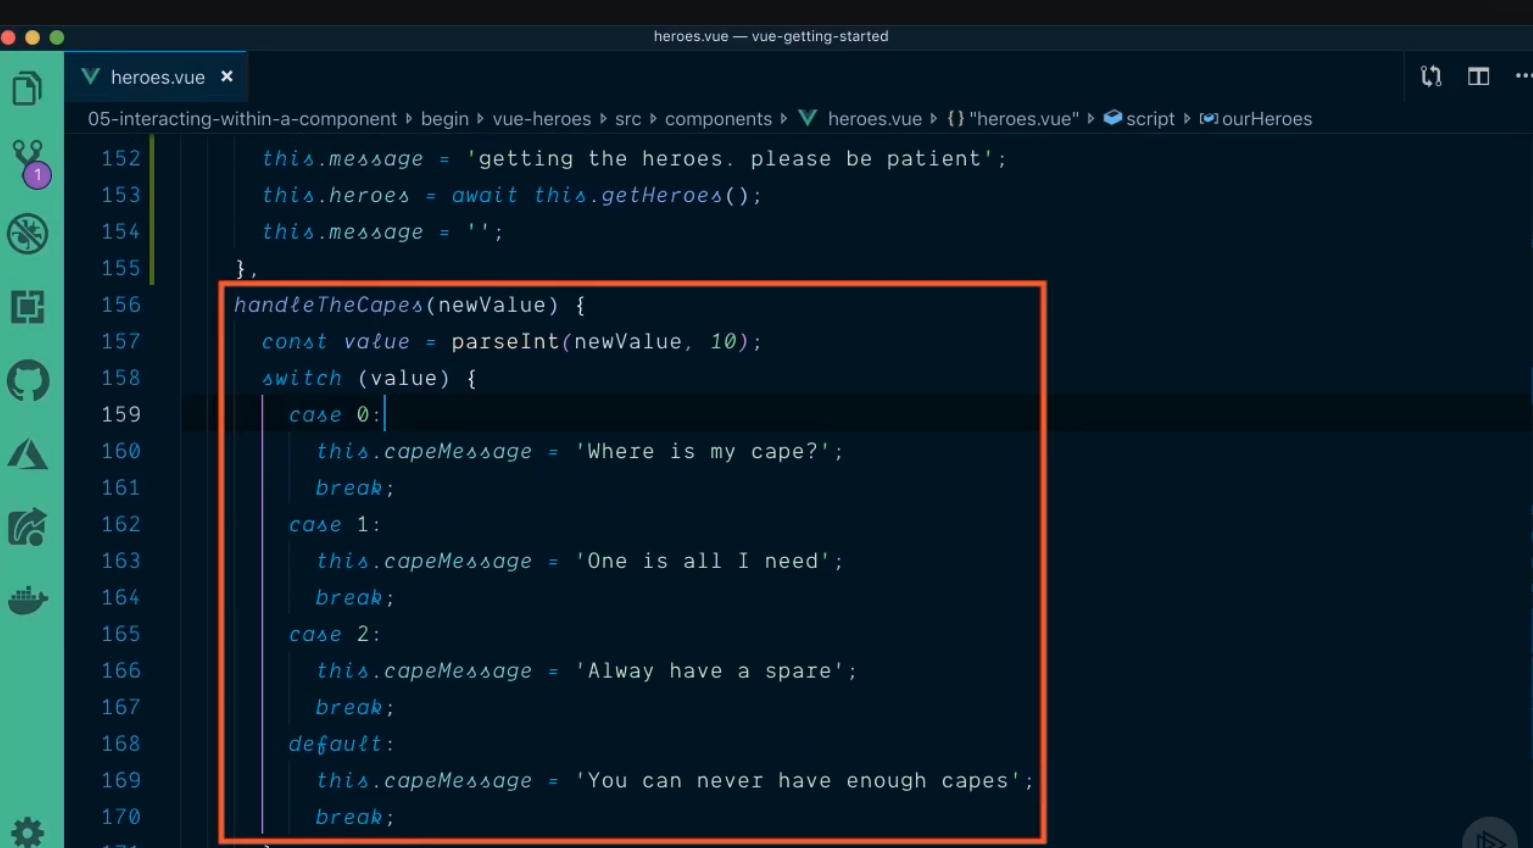 heroes.vue — vue-getting-started
heroes.vue ×
05-interacting-within-a-component begin vue-heroes src components heroes.vue {} "heroes.vue" script ourHeroes
1
152 this.message = 'getting the heroes. please be patient';
153 this.heroes = await this.getHeroes();
154 this.message = '';
155 },
156 handleTheCapes(newValue) {
157 const value = parseInt(newValue, 10);
158 switch (value) {
159 case 0:
160 this.capeMessage = 'Where is my cape?';
161 break;
162 case 1:
163 this.capeMessage = 'One is all I need';
164 break;
165 case 2:
166 this.capeMessage = 'Alway have a spare';
167 break;
168 default:
169 this.capeMessage = 'You can never have enough capes';
170 break;